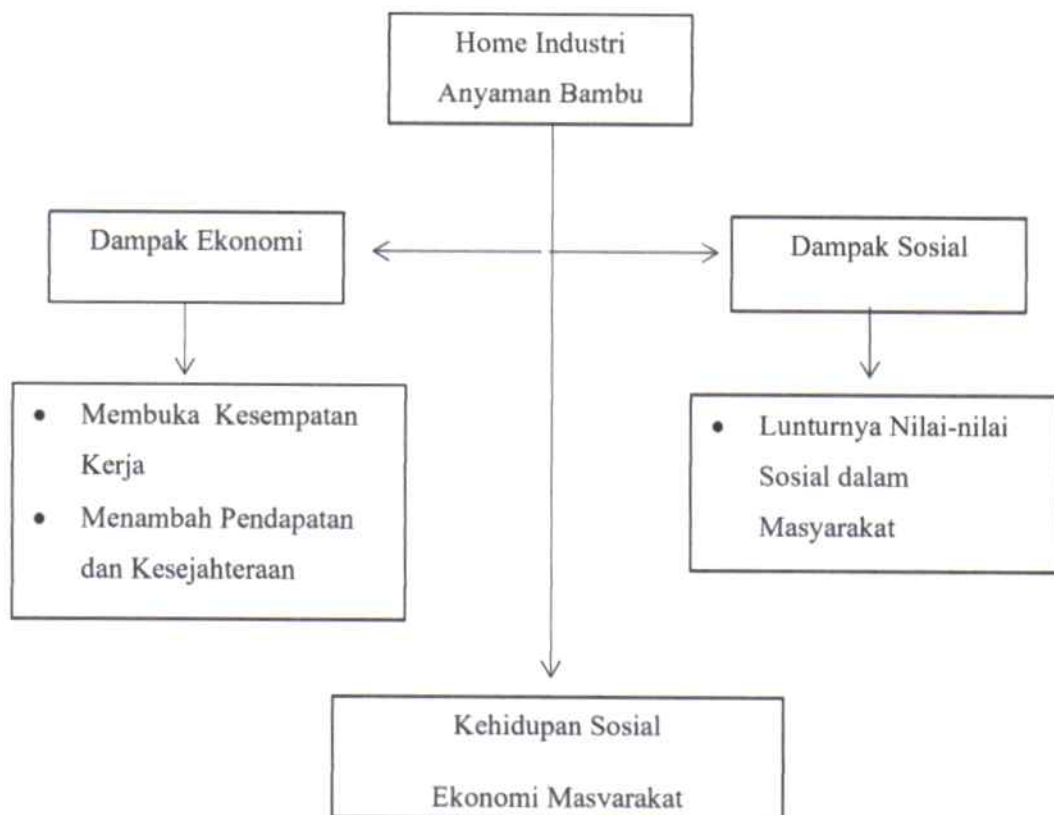 Home Industri
Anyaman Bambu
Dampak Ekonomi
Dampak Sosial
• Membuka Kesempatan
Kerja
• Menambah Pendapatan
dan Kesejahteraan
• Lunturnya Nilai-nilai
Sosial dalam
Masyarakat
Kehidupan Sosial
Ekonomi Masyarakat